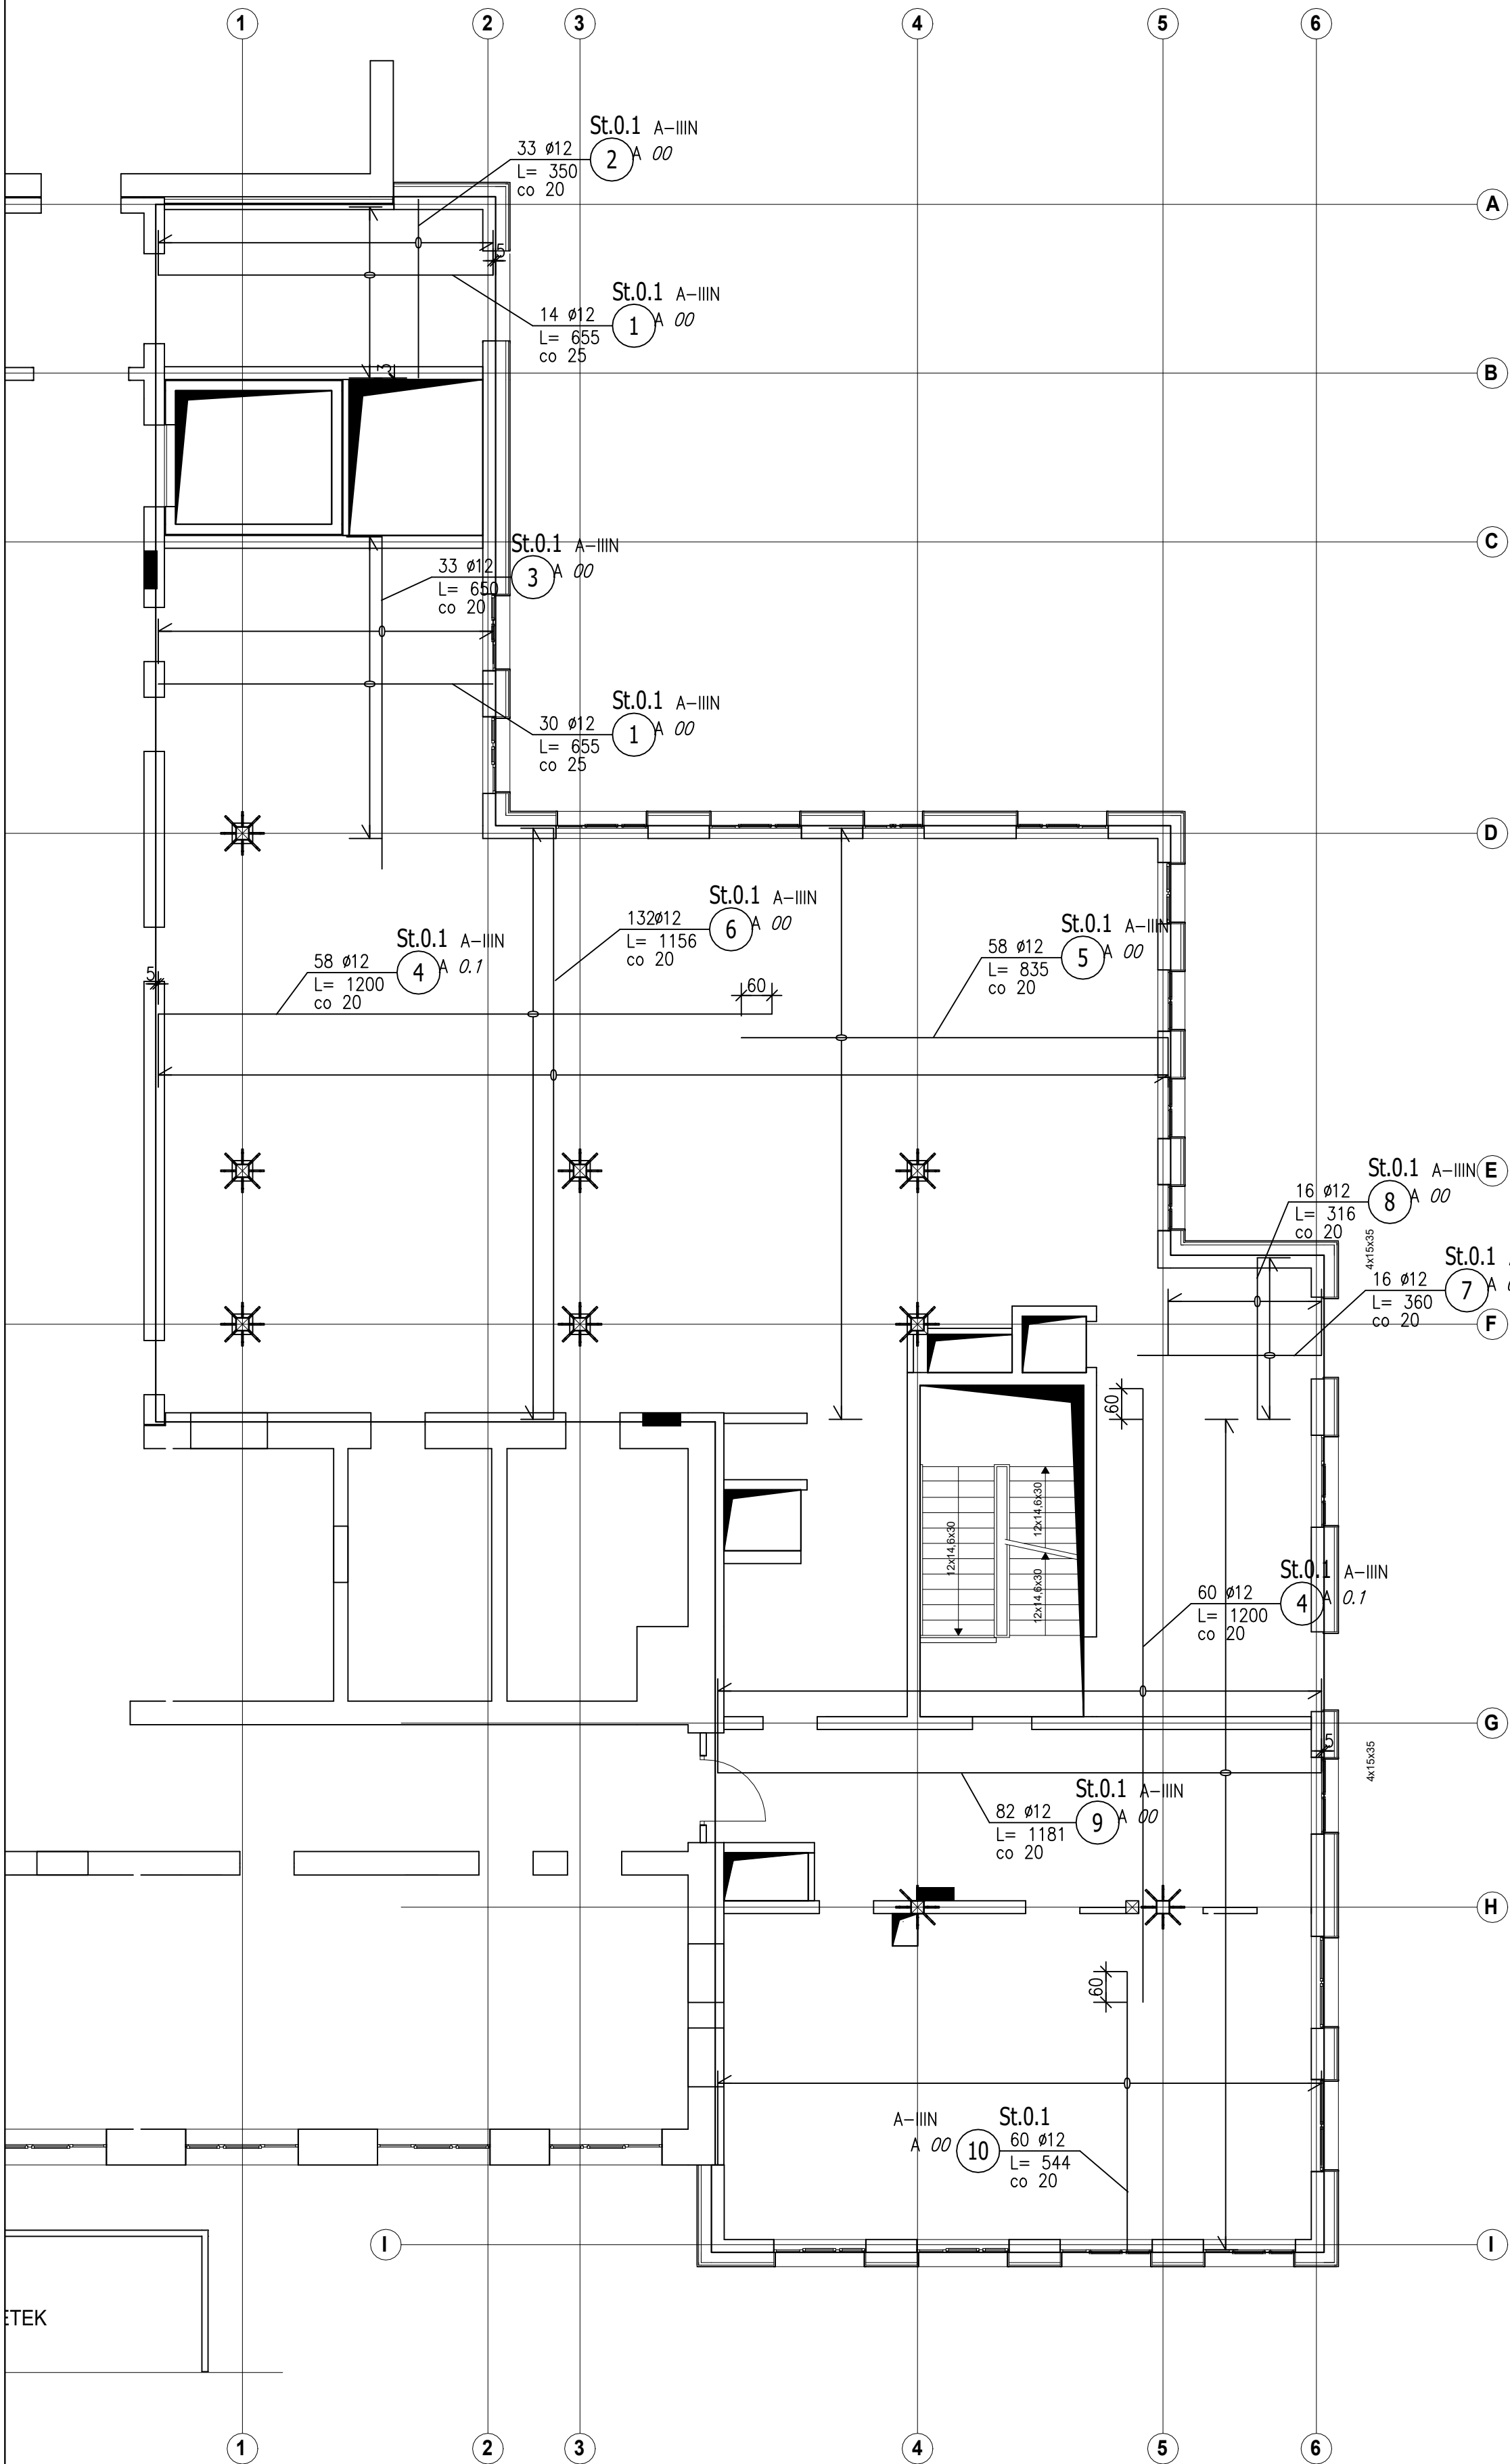 1 2 3 4 5 6
St.0.1 A-IIIN
33 ø12 2 A 00
L= 350
co 20
A
5
St.0.1 A-IIIN
14 ø12 1 A 00
L= 655
co 25
3
B
C
St.0.1 A-IIIN
33 ø12 3 A 00
L= 650
co 20
St.0.1 A-IIIN
30 ø12 1 A 00
L= 655
co 25
D
St.0.1 A-IIIN
132ø12 6 A 00
L= 1156
co 20
St.0.1 A-IIIN
58 ø12 5 A 00
L= 835
co 20
St.0.1 A-IIIN
58 ø12 4 A 0.1
L= 1200
co 20
5
60
E
St.0.1 A-IIIN
16 ø12 8 A 00
L= 316
co 20
4x15x35
St.0.1
16 ø12 7 A
L= 360
co 20
F
60
12x14,6x30
12x14,6x30
12x14,6x30
St.0.1 A-IIIN
60 ø12 4 A 0.1
L= 1200
co 20
G
5
4x15x35
St.0.1 A-IIIN
82 ø12 9 A 00
L= 1181
co 20
H
60
A-IIIN St.0.1
A 00 10 60 ø12
L= 544
co 20
I I
ETEK
1 2 3 4 5 6